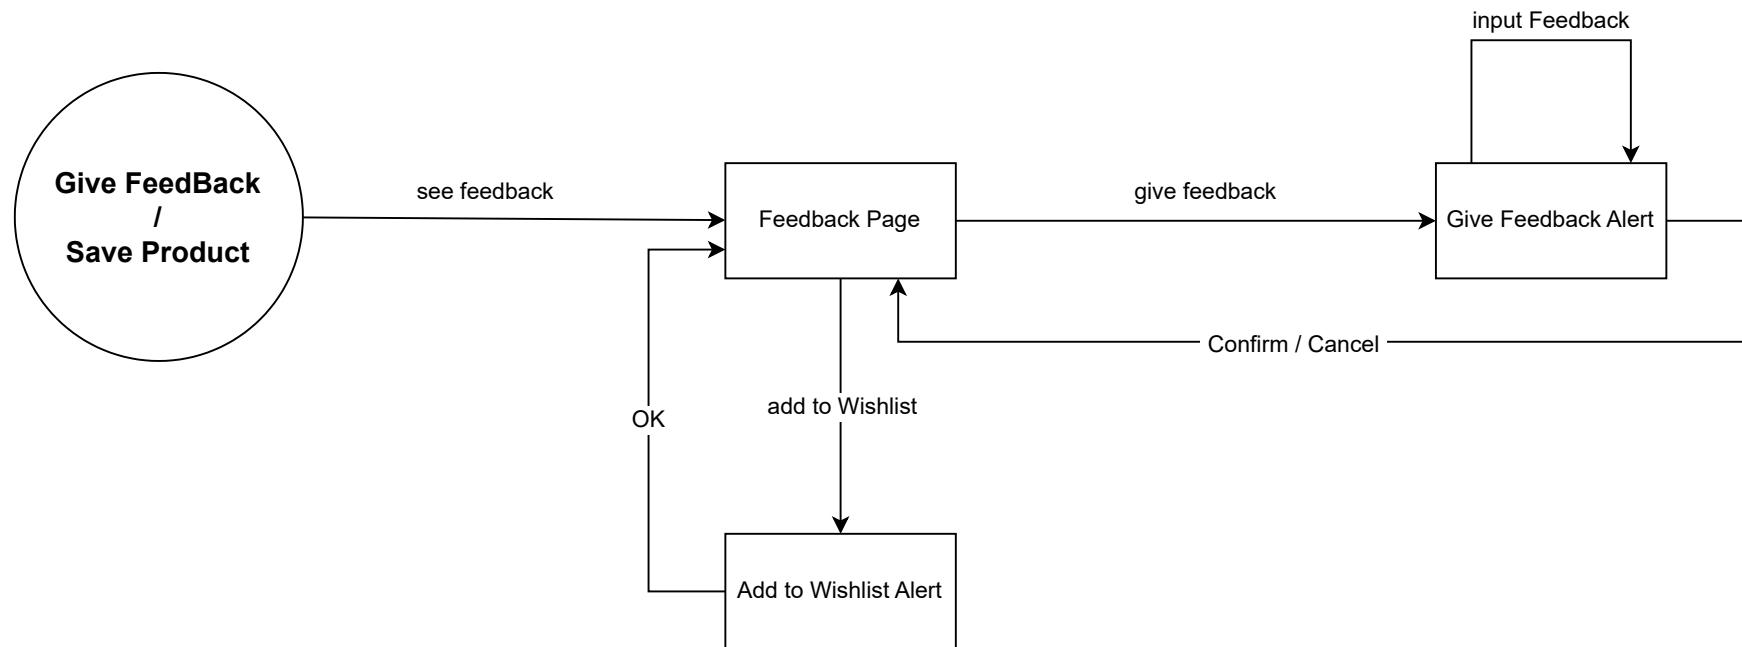 input Feedback
Give FeedBack
/
Save Product
see feedback
Feedback Page
give feedback
Give Feedback Alert
Confirm / Cancel
add to Wishlist
OK
Add to Wishlist Alert